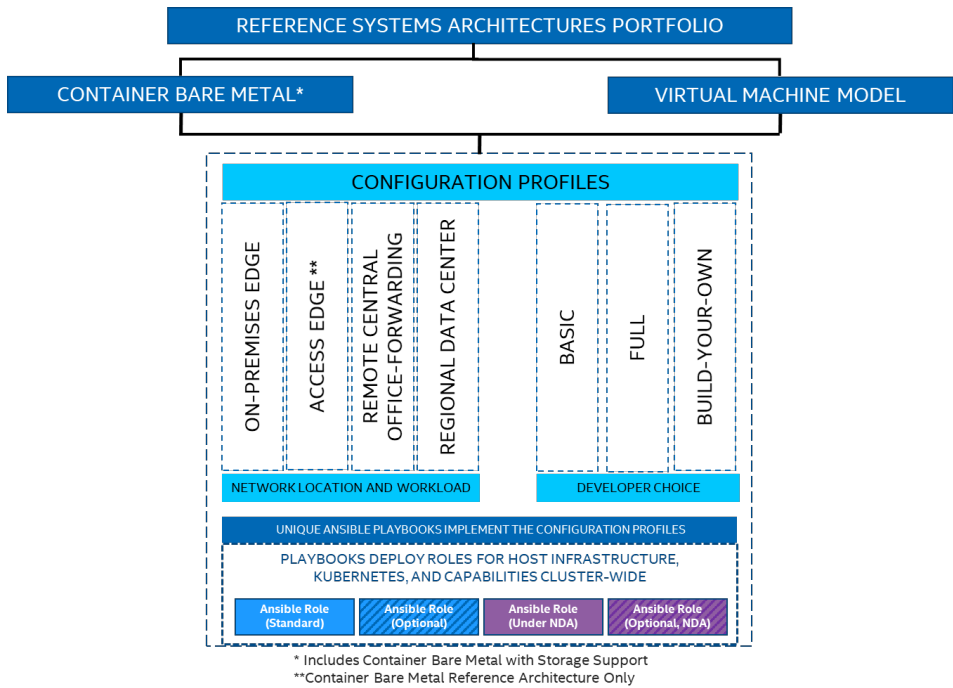 REFERENCE SYSTEMS ARCHITECTURES PORTFOLIO
CONTAINER BARE METAL*
VIRTUAL MACHINE MODEL
CONFIGURATION PROFILES
ON-PREMISES EDGE
ACCESS EDGE **
REMOTE CENTRAL
OFFICE-FORWARDING
REGIONAL DATA CENTER
BASIC
FULL
BUILD-YOUR-OWN
NETWORK LOCATION AND WORKLOAD
DEVELOPER CHOICE
UNIQUE ANSIBLE PLAYBOOKS IMPLEMENT THE CONFIGURATION PROFILES
PLAYBOOKS DEPLOY ROLES FOR HOST INFRASTRUCTURE,
KUBERNETES, AND CAPABILITIES CLUSTER-WIDE
Ansible Role
(Standard)
Ansible Role
(Optional)
Ansible Role
(Under NDA)
Ansible Role
(Optional, NDA)
* Includes Container Bare Metal with Storage Support
**Container Bare Metal Reference Architecture Only